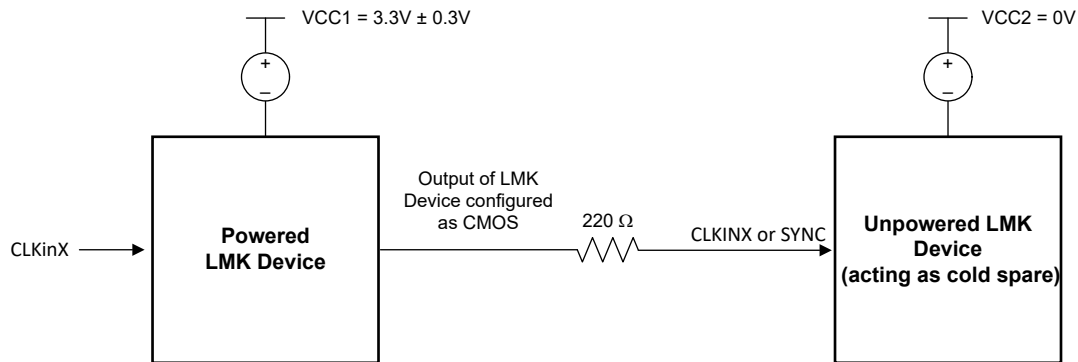 VCC1 = 3.3V ± 0.3V
VCC2 = 0V
+
–
+
–
CLKinX
Powered
LMK Device
Output of LMK
Device configured
as CMOS
220 Ω
CLKINX or SYNC
Unpowered LMK
Device
(acting as cold spare)